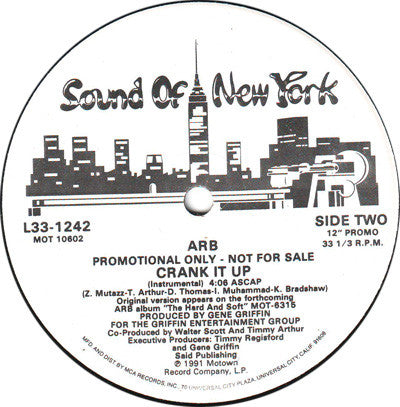 Sound Of New York
L33-1242
MOT 10602
SIDE TWO
12" PROMO
33 1/3 R.P.M.
ARB
PROMOTIONAL ONLY - NOT FOR SALE
CRANK IT UP
(Instrumental) 4:06 ASCAP
(Z. Mutazz-T. Arthur-D. Thomas-I. Muhammad-K. Bradshaw)
Original version appears on the forthcoming
ARB album "The Hard And Soft" MOT-6315
PRODUCED BY GENE GRIFFIN
FOR THE GRIFFIN ENTERTAINMENT GROUP
Co-Produced by Walter Scott and Timmy Arthur
Executive Producers: Timmy Regisford
and Gene Griffin
Said Publishing
℗ 1991 Motown
Record Company, L.P.
MFG. AND DIST. BY MCA RECORDS, INC., 70 UNIVERSAL CITY PLAZA, UNIVERSAL CITY, CALIF. 91608